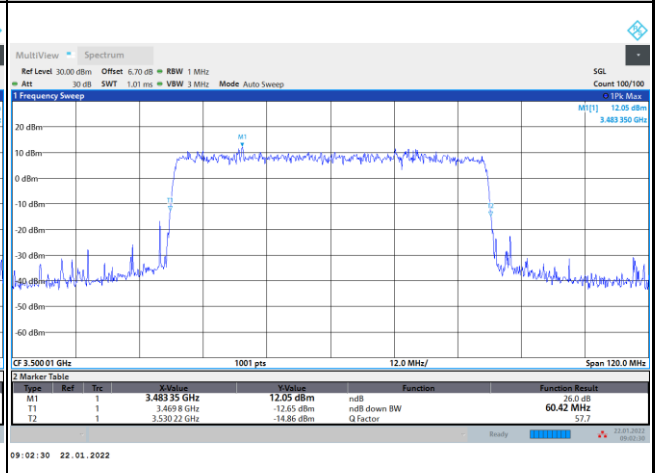 MultiView Spectrum
Ref Level 30.00 dBm Offset 6.70 dB RBW 1 MHz SGL
Att 30 dB SWT 1.01 ms VBW 3 MHz Mode Auto Sweep Count 100/100
1 Frequency Sweep 1Pk Max
M1[1] 12.05 dBm
3.483 350 GHz
20 dBm
M1
10 dBm
0 dBm
-10 dBm
T1
T2
-20 dBm
-30 dBm
-40 dBm
-50 dBm
-60 dBm
CF 3.500 01 GHz 1001 pts 12.0 MHz/ Span 120.0 MHz
2 Marker Table
Type Ref Trc X-Value Y-Value Function Function Result
M1 1 3.483 35 GHz 12.05 dBm ndB 26.0 dB
T1 1 3.469 8 GHz -12.65 dBm ndB down BW 60.42 MHz
T2 1 3.530 22 GHz -14.86 dBm Q Factor 57.7
Ready 22.01.2022
09:02:30
09:02:30 22.01.2022